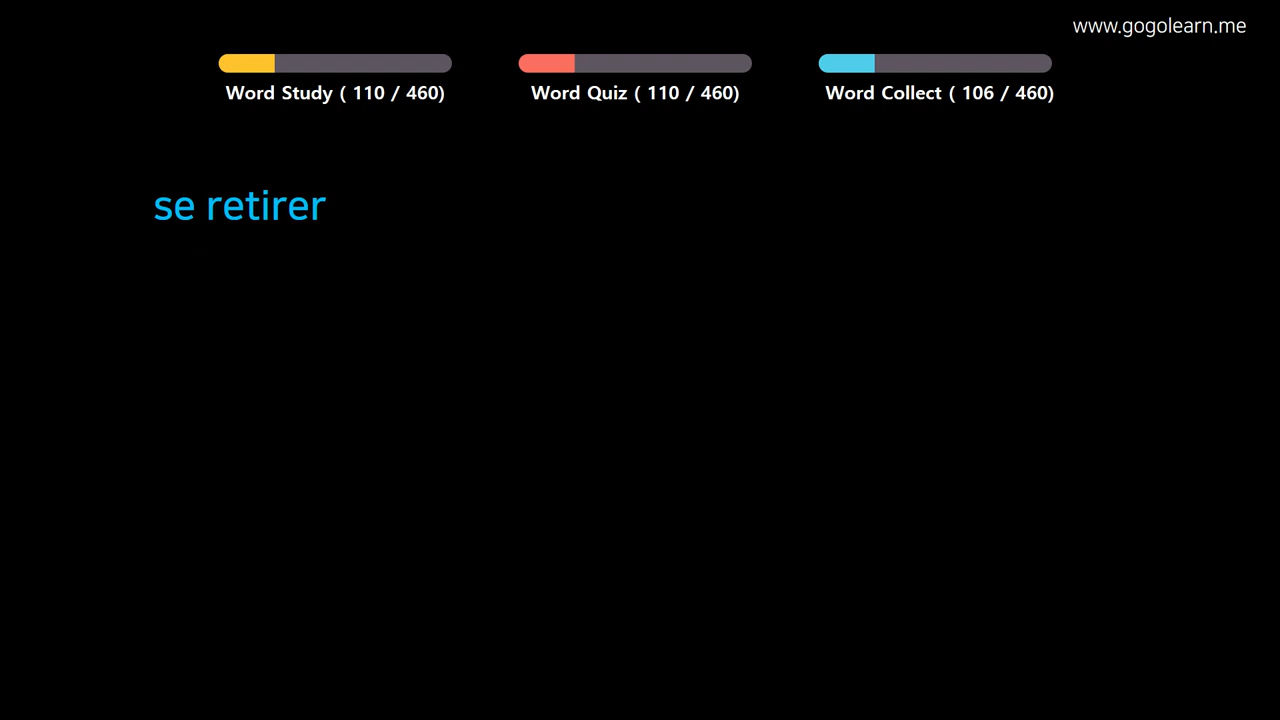 www.gogolearn.me
Word Study ( 110 / 460)
Word Quiz ( 110 / 460)
Word Collect ( 106 / 460)
se retirer